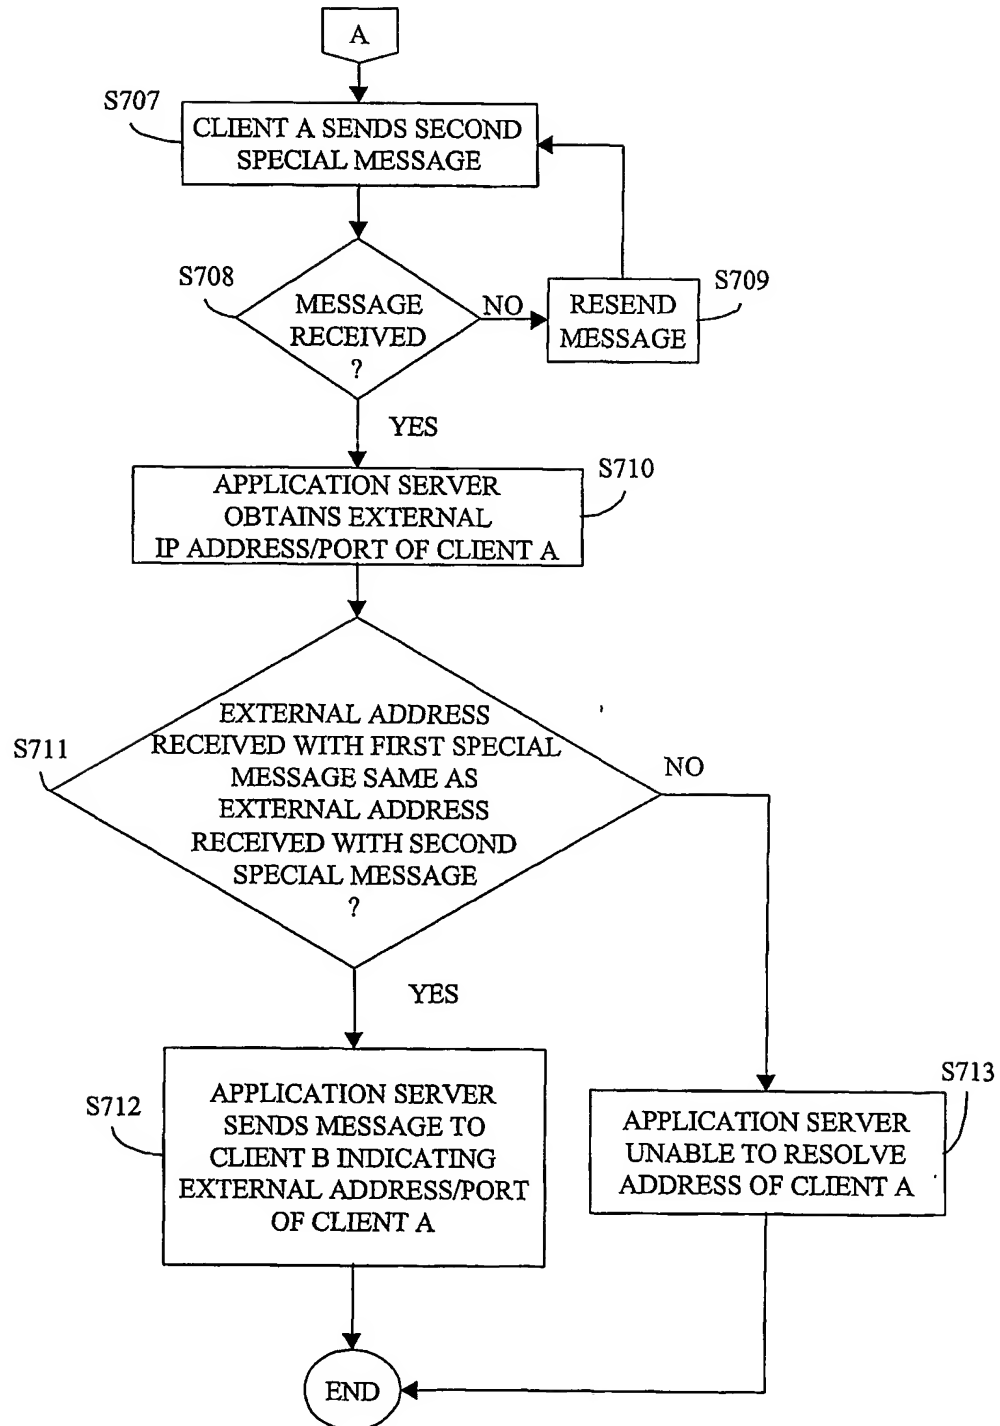 A
S707
CLIENT A SENDS SECOND
SPECIAL MESSAGE
S708
MESSAGE
RECEIVED
?
NO
RESEND
MESSAGE
S709
YES
S710
APPLICATION SERVER
OBTAINS EXTERNAL
IP ADDRESS/PORT OF CLIENT A
S711
EXTERNAL ADDRESS
RECEIVED WITH FIRST SPECIAL
MESSAGE SAME AS
EXTERNAL ADDRESS
RECEIVED WITH SECOND
SPECIAL MESSAGE
?
NO
YES
S712
APPLICATION SERVER
SENDS MESSAGE TO
CLIENT B INDICATING
EXTERNAL ADDRESS/PORT
OF CLIENT A
S713
APPLICATION SERVER
UNABLE TO RESOLVE
ADDRESS OF CLIENT A
END